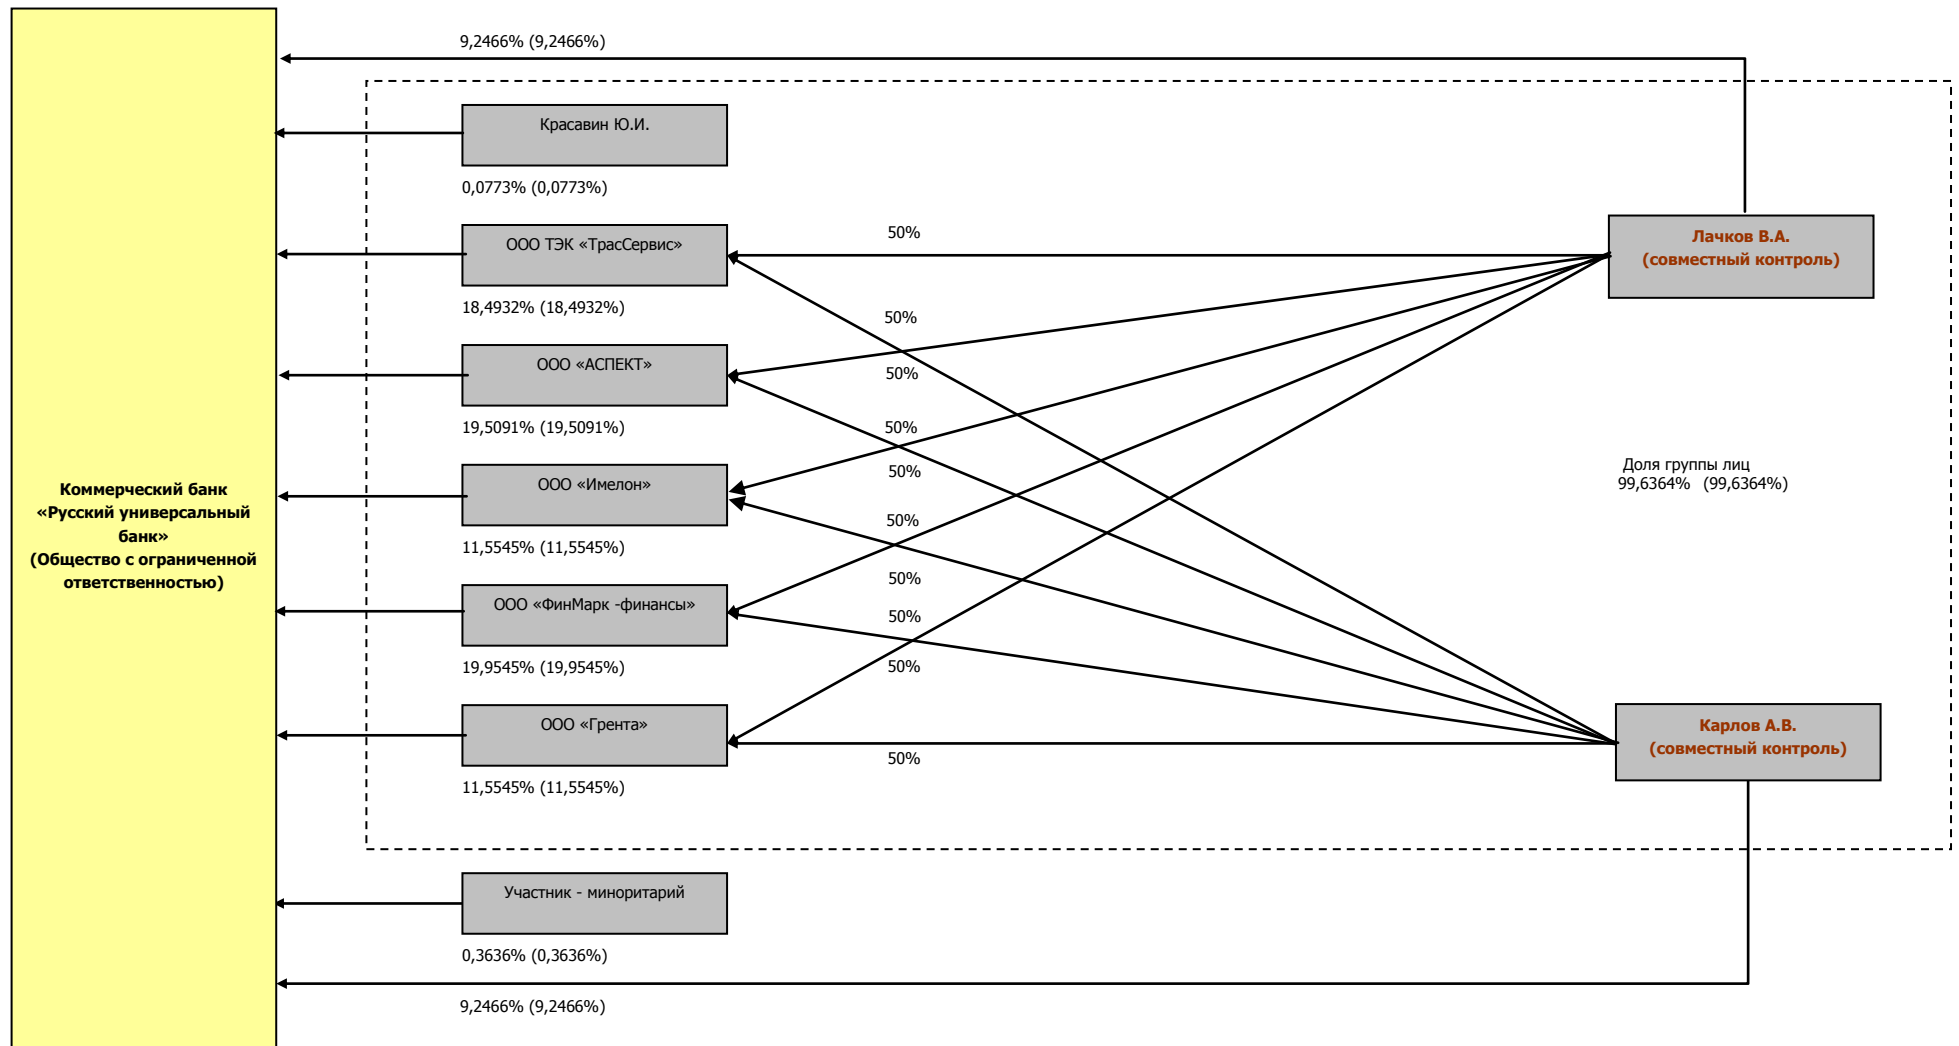 9,2466% (9,2466%)
Красавин Ю.И.
0,0773% (0,0773%)
ООО ТЭК «ТрасСервис»
18,4932% (18,4932%)
ООО «АСПЕКТ»
19,5091% (19,5091%)
ООО «Имелон»
11,5545% (11,5545%)
ООО «ФинМарк -финансы»
19,9545% (19,9545%)
ООО «Грента»
11,5545% (11,5545%)
Участник - миноритарий
0,3636% (0,3636%)
9,2466% (9,2466%)
Коммерческий банк
«Русский универсальный
банк»
(Общество с ограниченной
ответственностью)
50%
50%
50%
50%
50%
50%
50%
50%
50%
50%
Лачков В.А.
(совместный контроль)
Доля группы лиц
99,6364% (99,6364%)
Карлов А.В.
(совместный контроль)